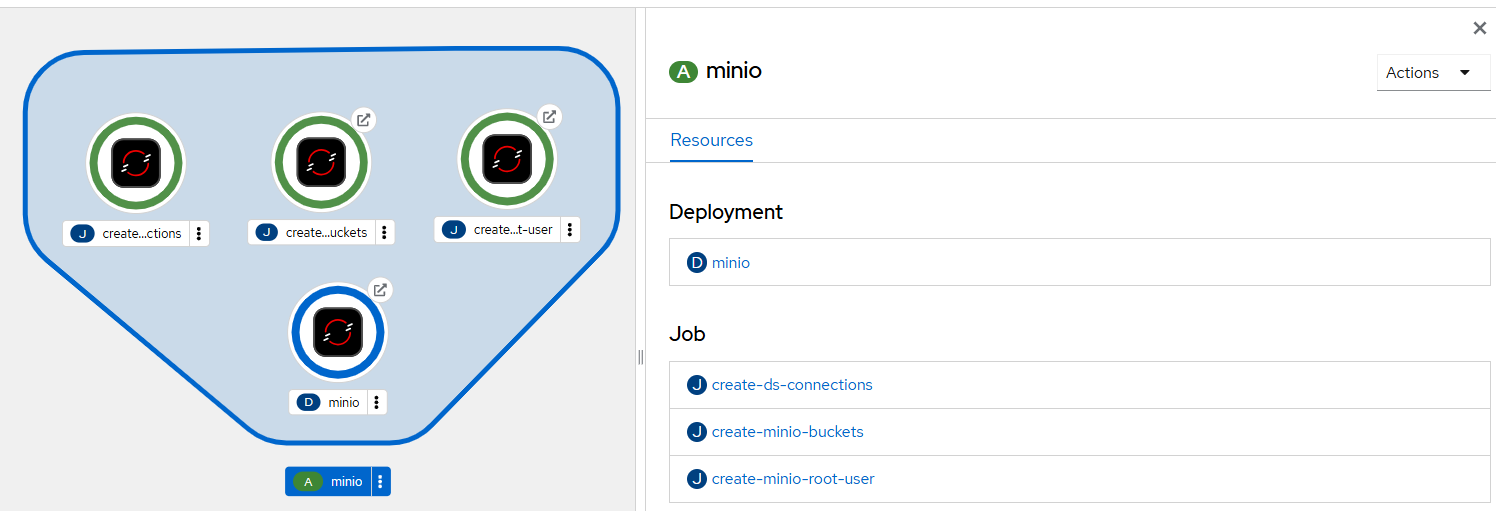 J create...ctions
J create...uckets
J create...t-user
D minio
A minio
A minio
Actions
Resources
Deployment
D minio
Job
J create-ds-connections
J create-minio-buckets
J create-minio-root-user